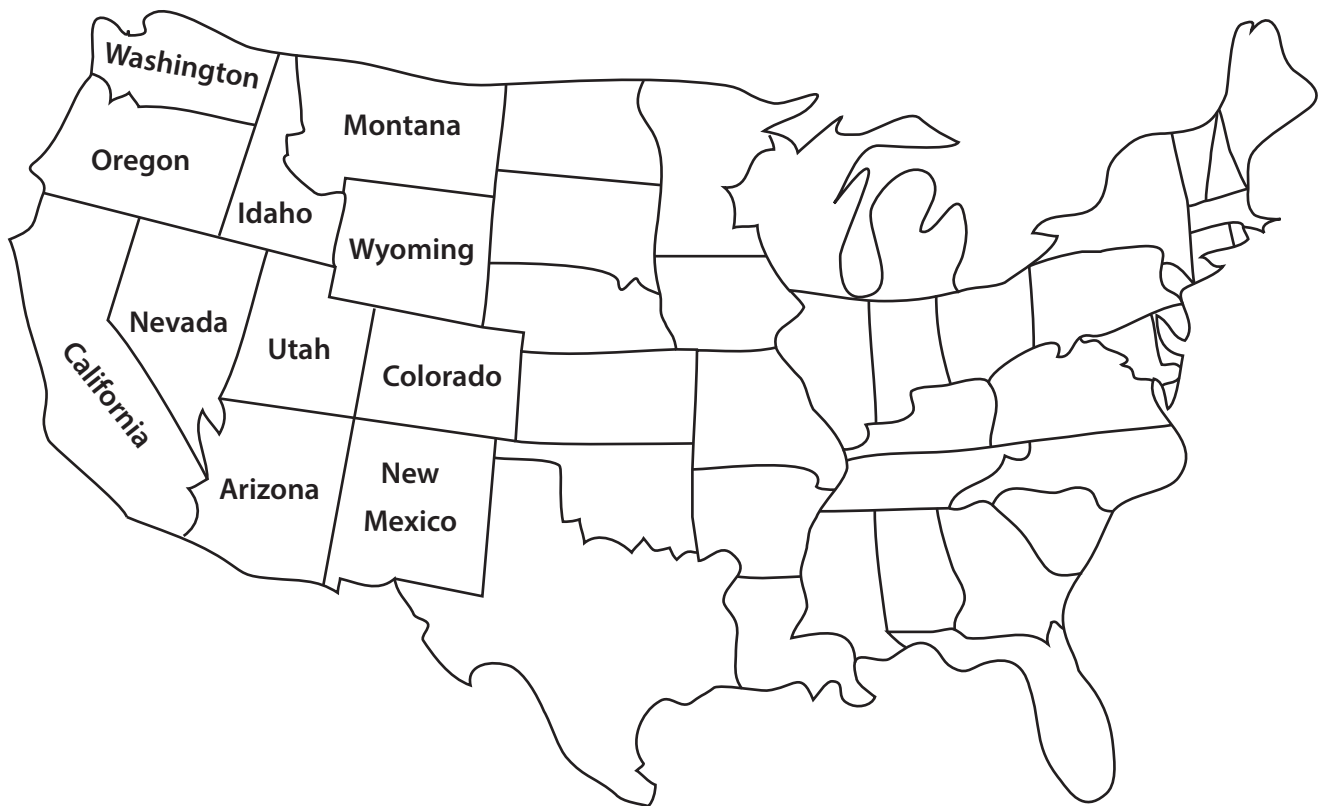 Washington
Montana
Oregon
Idaho
Wyoming
Nevada
Utah
California
Colorado
Arizona
New
Mexico